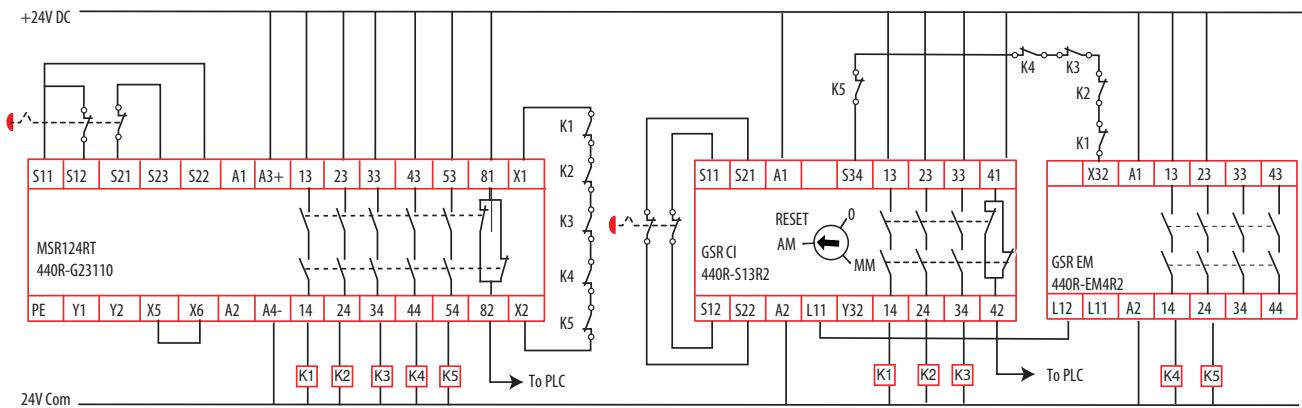 +24V DC
K4 K3
K5
K2
K1
K1
K2
K3
K4
K5
S11 S12 S21 S23 S22 A1 A3+ 13 23 33 43 53 81 X1
MSR124RT
440R-G23110
PE Y1 Y2 X5 X6 A2 A4- 14 24 34 44 54 82 X2
K1 K2 K3 K4 K5
To PLC
S11 S21 A1 S34 13 23 33 41
RESET
0
AM
MM
GSR CI
440R-S13R2
S12 S22 A2 L11 Y32 14 24 34 42
K1 K2 K3
To PLC
X32 A1 13 23 33 43
GSR EM
440R-EM4R2
L12 L11 A2 14 24 34 44
K4 K5
24V Com